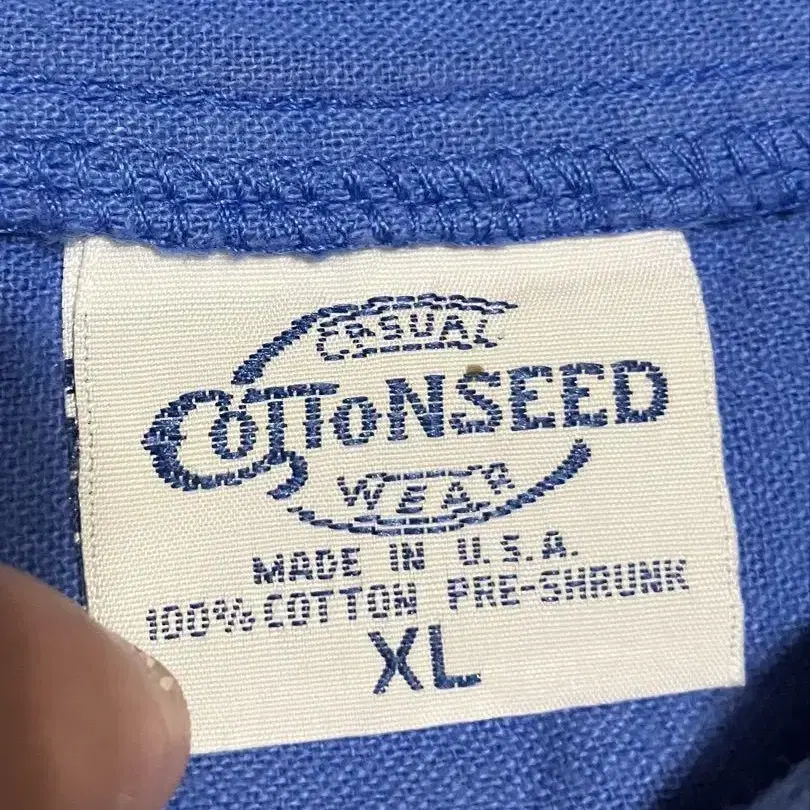 CASUAL
COTTONSEED
WEAR
MADE IN U.S.A.
100% COTTON PRE-SHRUNK
XL